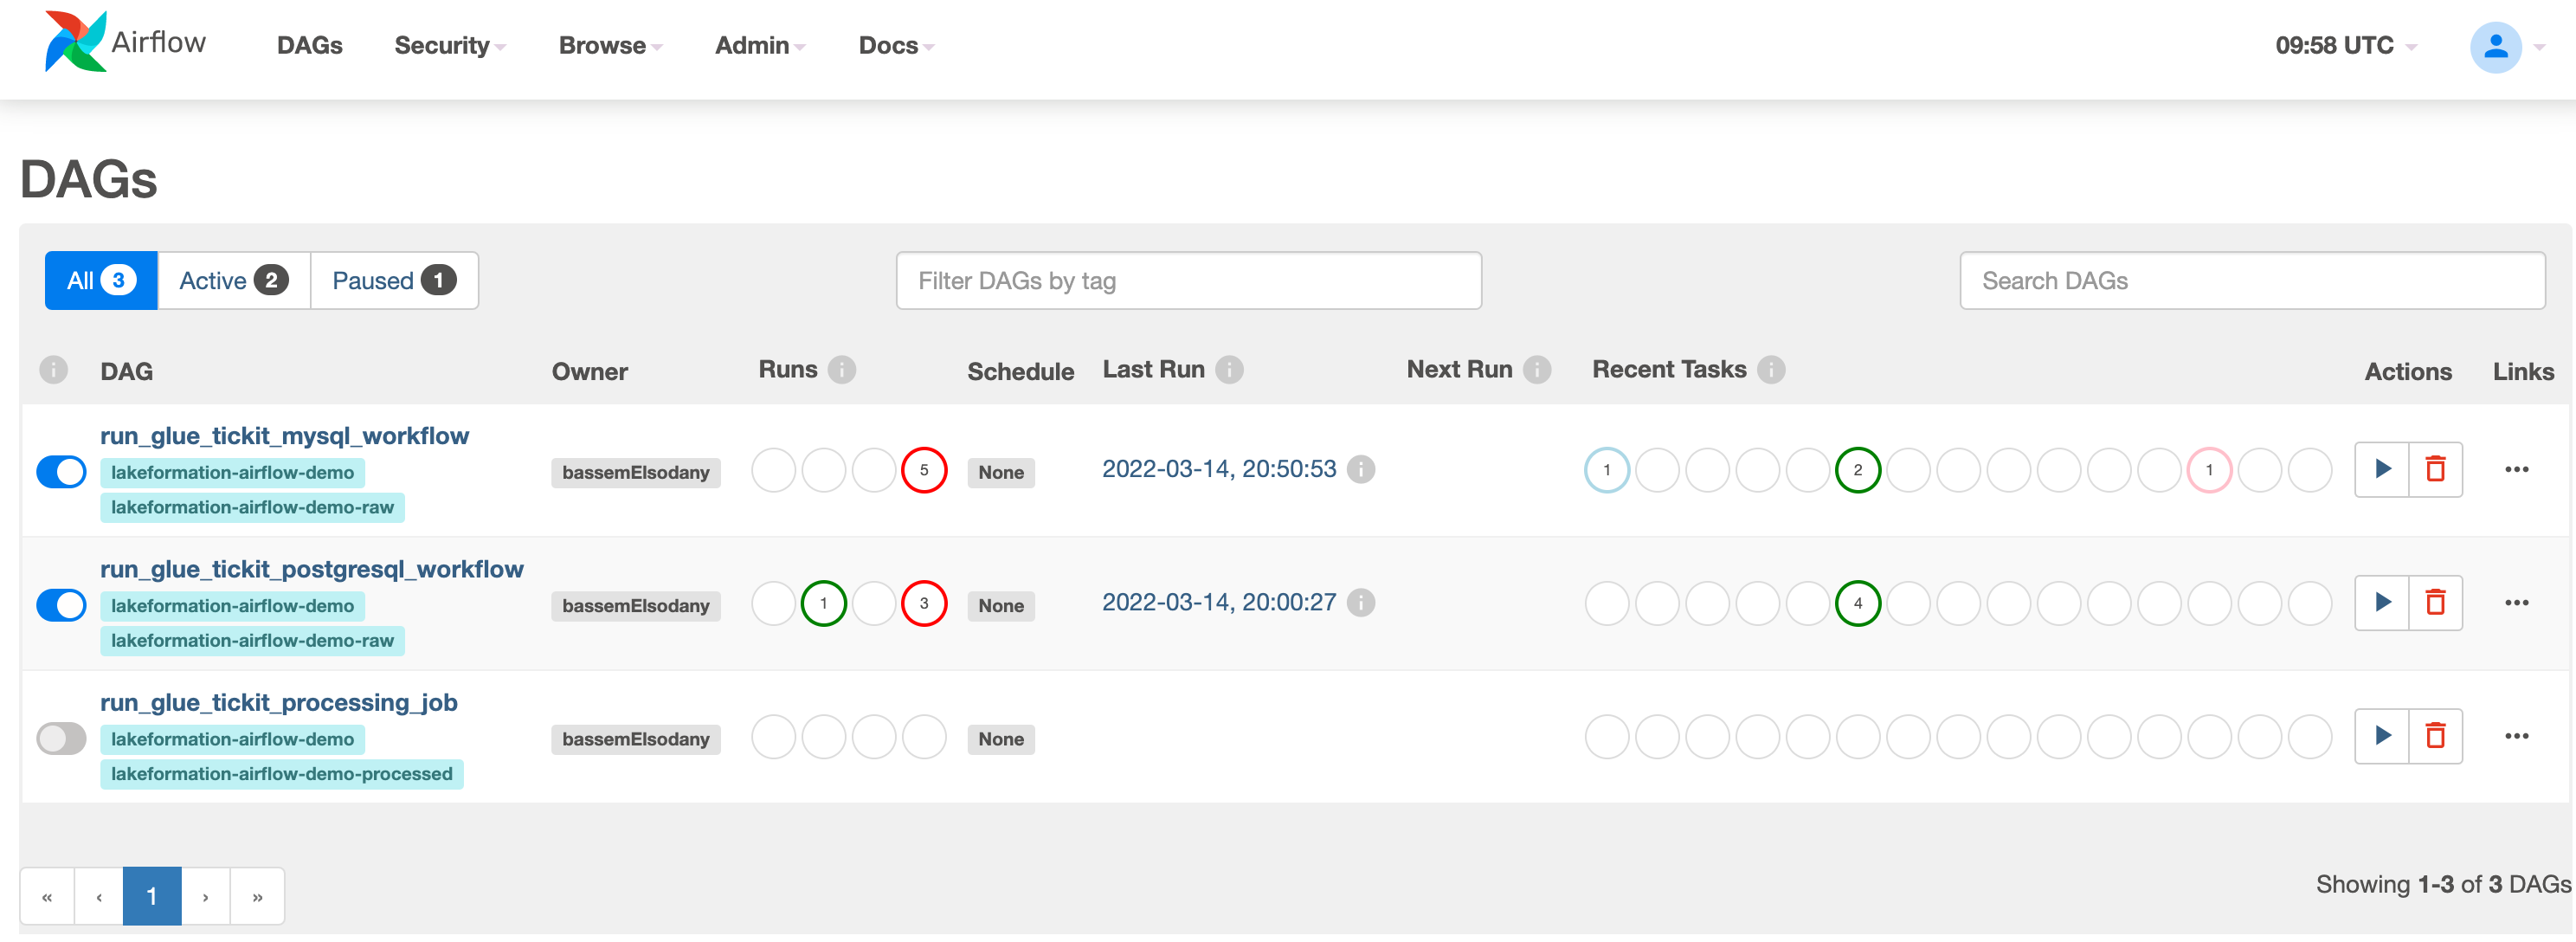 Airflow DAGs Security Browse Admin Docs 09:58 UTC
DAGs
All 3 Active 2 Paused 1 Filter DAGs by tag Search DAGs
i DAG Owner Runs i Schedule Last Run i Next Run i Recent Tasks i Actions Links
run_glue_tickit_mysql_workflow
lakeformation-airflow-demo bassemElsodany 5 None 2022-03-14, 20:50:53 i 1 2 1
lakeformation-airflow-demo-raw
run_glue_tickit_postgresql_workflow
lakeformation-airflow-demo bassemElsodany 1 3 None 2022-03-14, 20:00:27 i 4
lakeformation-airflow-demo-raw
run_glue_tickit_processing_job
lakeformation-airflow-demo bassemElsodany None
lakeformation-airflow-demo-processed
« ‹ 1 › » Showing 1-3 of 3 DAGs